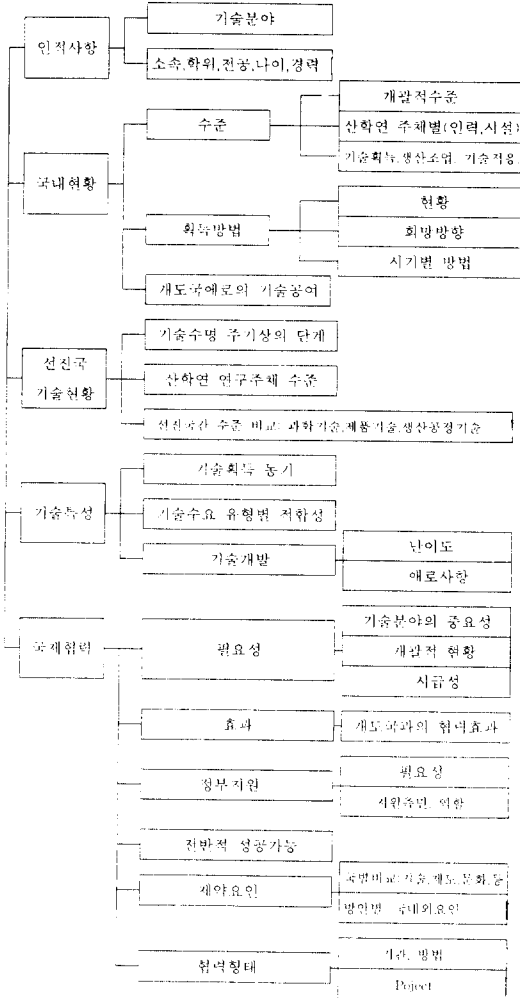 인적사항
기술분야
소속,학위,전공,나이,경력
국내현황
수준
개괄적수준
산학연 주체별(인력,시설)
기술획득,생산조업, 기술적응
획득방법
현황
희망방향
시기별 방법
개도국에로의 기술공여
선진국
기술현황
기술수명 주기상의 단계
산학연 연구주체 수준
선진국간 수준 비교: 과학기술,제품기술,생산공정기술
기술특성
기술획득 동기
기술수요 유형별 적합성
기술개발
난이도
애로사항
국제협력
필요성
기술분야의 중요성
개괄적 현황
시급성
효과
개도국과의 협력효과
정부지원
필요성
지원측면, 역할
전반적 성공가능
제약요인
국별비교:기술,제도,문화,등
방안별 국내외요인
협력형태
기관, 방법
Poject